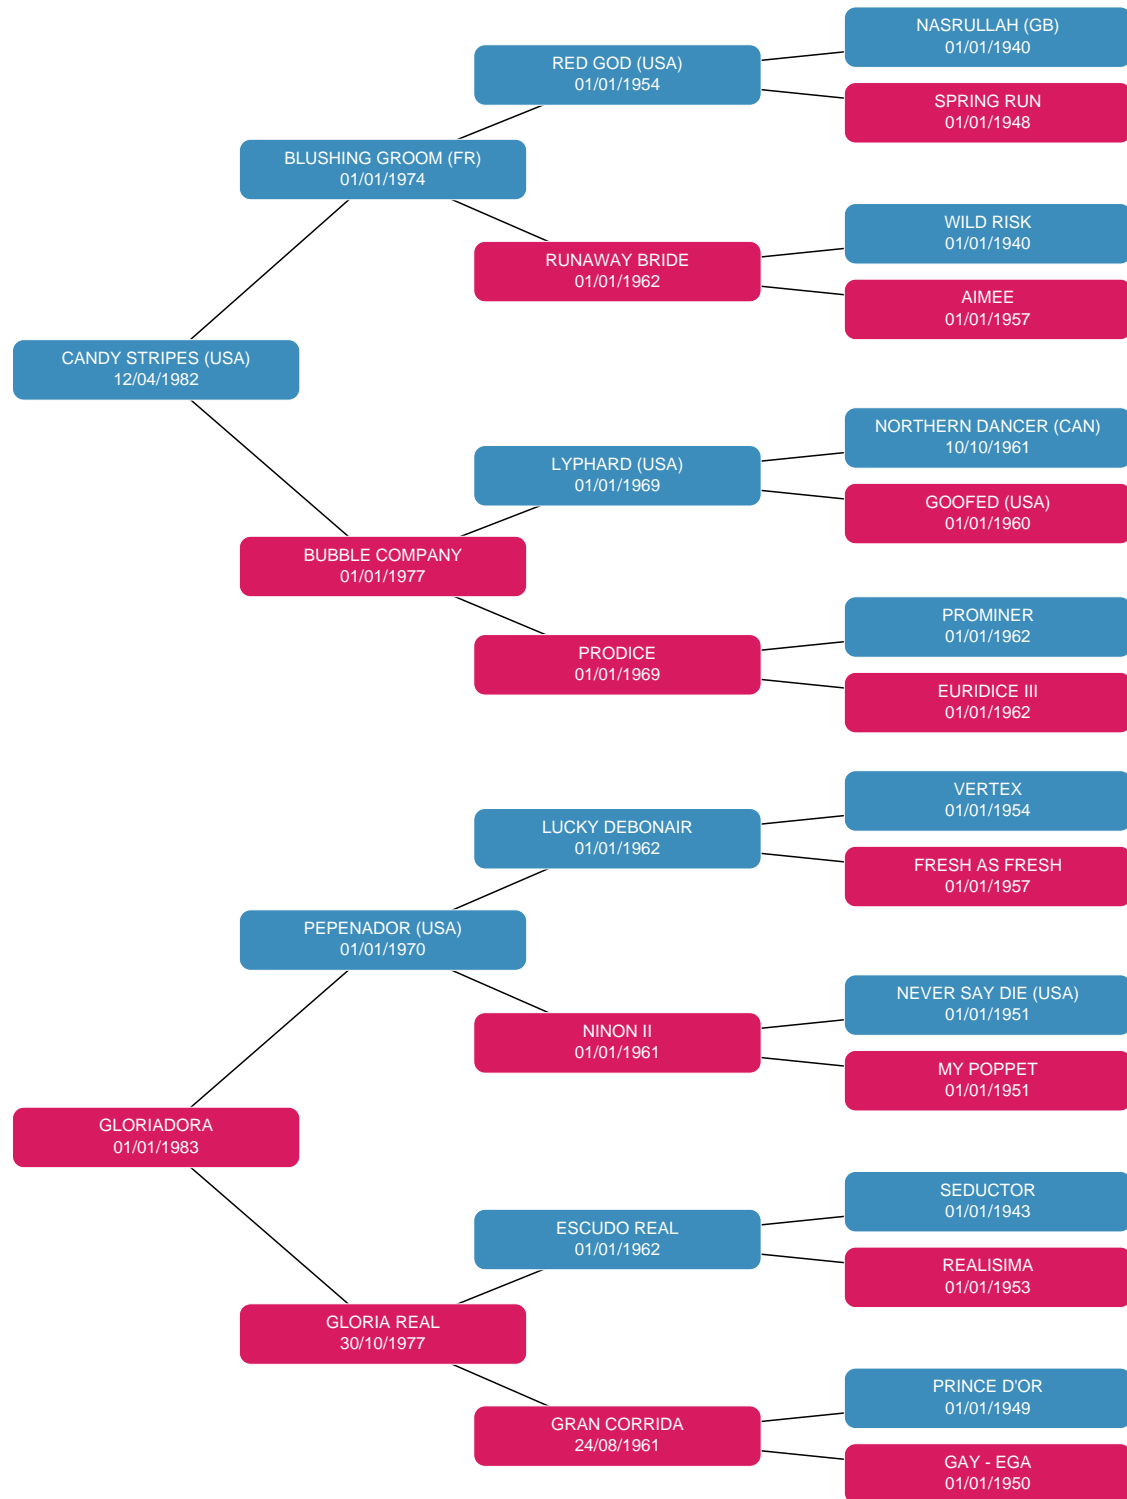 NASRULLAH (GB)
01/01/1940
RED GOD (USA)
01/01/1954
SPRING RUN
01/01/1948
BLUSHING GROOM (FR)
01/01/1974
WILD RISK
01/01/1940
RUNAWAY BRIDE
01/01/1962
AIMEE
01/01/1957
CANDY STRIPES (USA)
12/04/1982
NORTHERN DANCER (CAN)
10/10/1961
LYPHARD (USA)
01/01/1969
GOOFED (USA)
01/01/1960
BUBBLE COMPANY
01/01/1977
PROMINER
01/01/1962
PRODICE
01/01/1969
EURIDICE III
01/01/1962
VERTEX
01/01/1954
LUCKY DEBONAIR
01/01/1962
FRESH AS FRESH
01/01/1957
PEPENADOR (USA)
01/01/1970
NEVER SAY DIE (USA)
01/01/1951
NINON II
01/01/1961
MY POPPET
01/01/1951
GLORIADORA
01/01/1983
SEDUCTOR
01/01/1943
ESCUDO REAL
01/01/1962
REALISIMA
01/01/1953
GLORIA REAL
30/10/1977
PRINCE D'OR
01/01/1949
GRAN CORRIDA
24/08/1961
GAY - EGA
01/01/1950